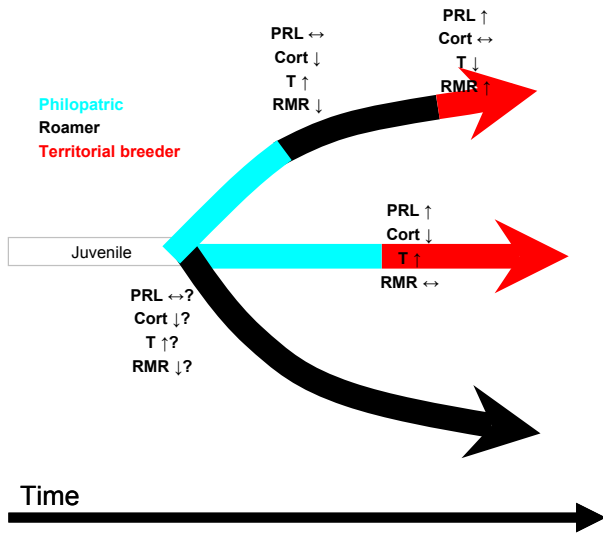 PRL ↔
Cort ↓
T ↑
RMR ↓
PRL ↑
Cort ↔
T ↓
RMR ↑
Philopatric
Roamer
Territorial breeder
Juvenile
PRL ↑
Cort ↓
T ↑
RMR ↔
PRL ↔?
Cort ↓?
T ↑?
RMR ↓?
Time